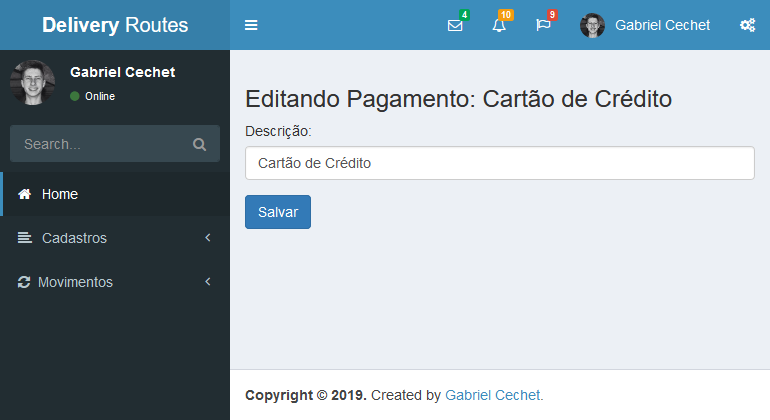 Delivery Routes
4
10
9
Gabriel Cechet
Gabriel Cechet
Online
Search...
Home
Cadastros
Movimentos
Editando Pagamento: Cartão de Crédito
Descrição:
Cartão de Crédito
Salvar
Copyright © 2019. Created by Gabriel Cechet.